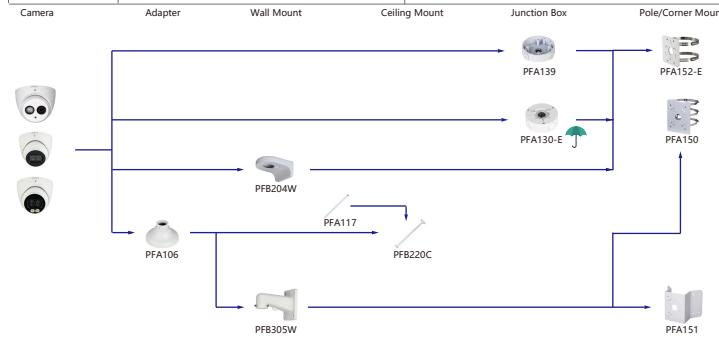 Camera Adapter Wall Mount Ceiling Mount Junction Box Pole/Corner Moun
PFA139 PFA152-E
PFA130-E PFA150
PFB204W
PFA117
PFA106 PFB220C
PFB305W PFA151